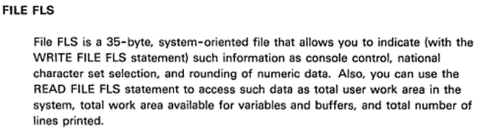 FILE FLS
File FLS is a 35-byte, system-oriented file that allows you to indicate (with the
WRITE FILE FLS statement) such information as console control, national
character set selection, and rounding of numeric data. Also, you can use the
READ FILE FLS statement to access such data as total user work area in the
system, total work area available for variables and buffers, and total number of
lines printed.